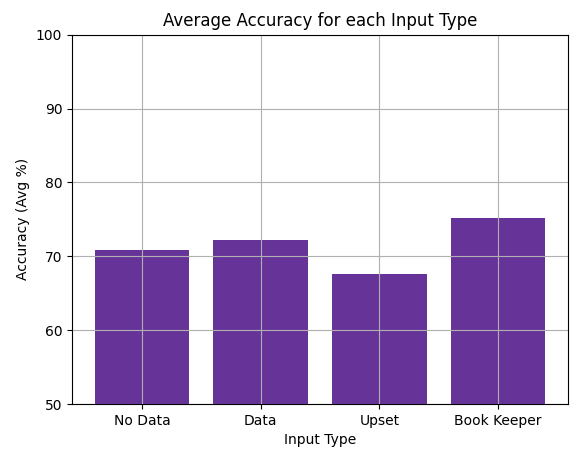 Average Accuracy for each Input Type
Accuracy (Avg %)
100
90
80
70
60
50
No Data
Data
Upset
Book Keeper
Input Type